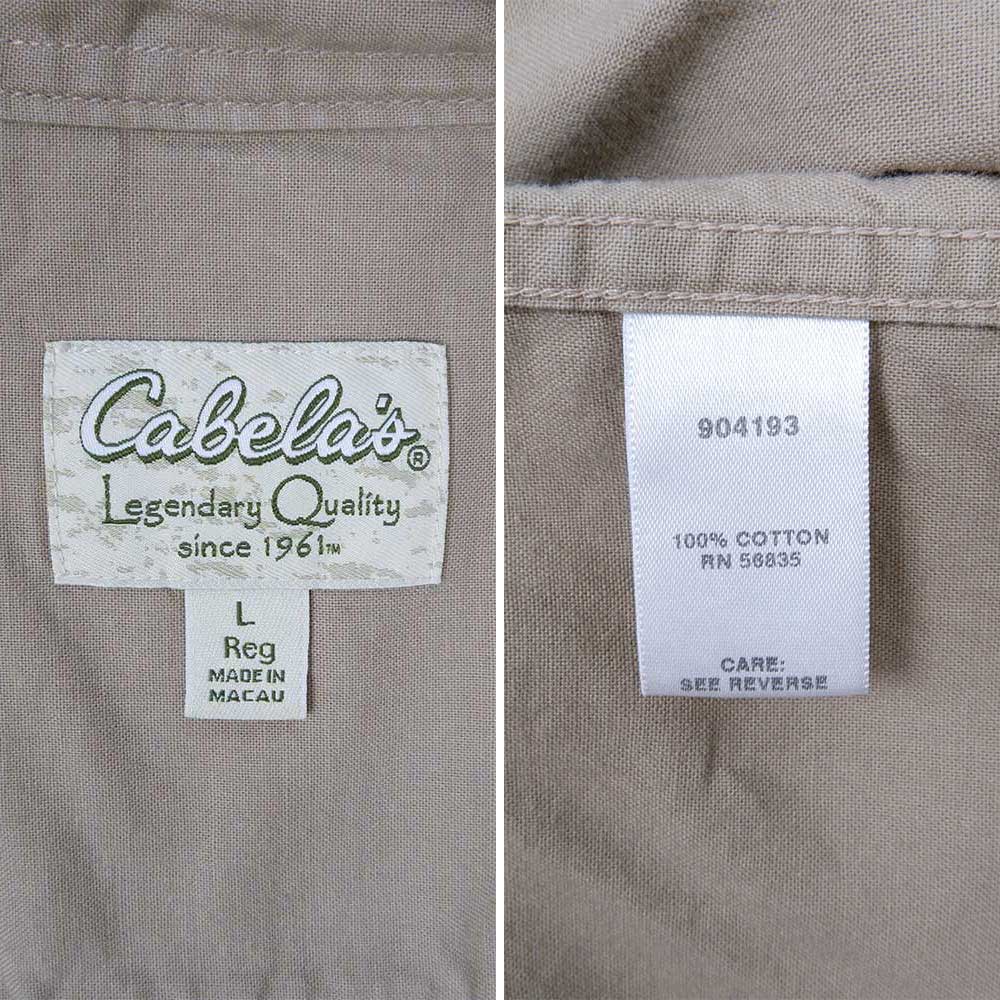 Cabela's®
Legendary Quality
since 1961™
L
Reg
MADE IN
MACAU
904193
100% COTTON
RN 56835
CARE:
SEE REVERSE